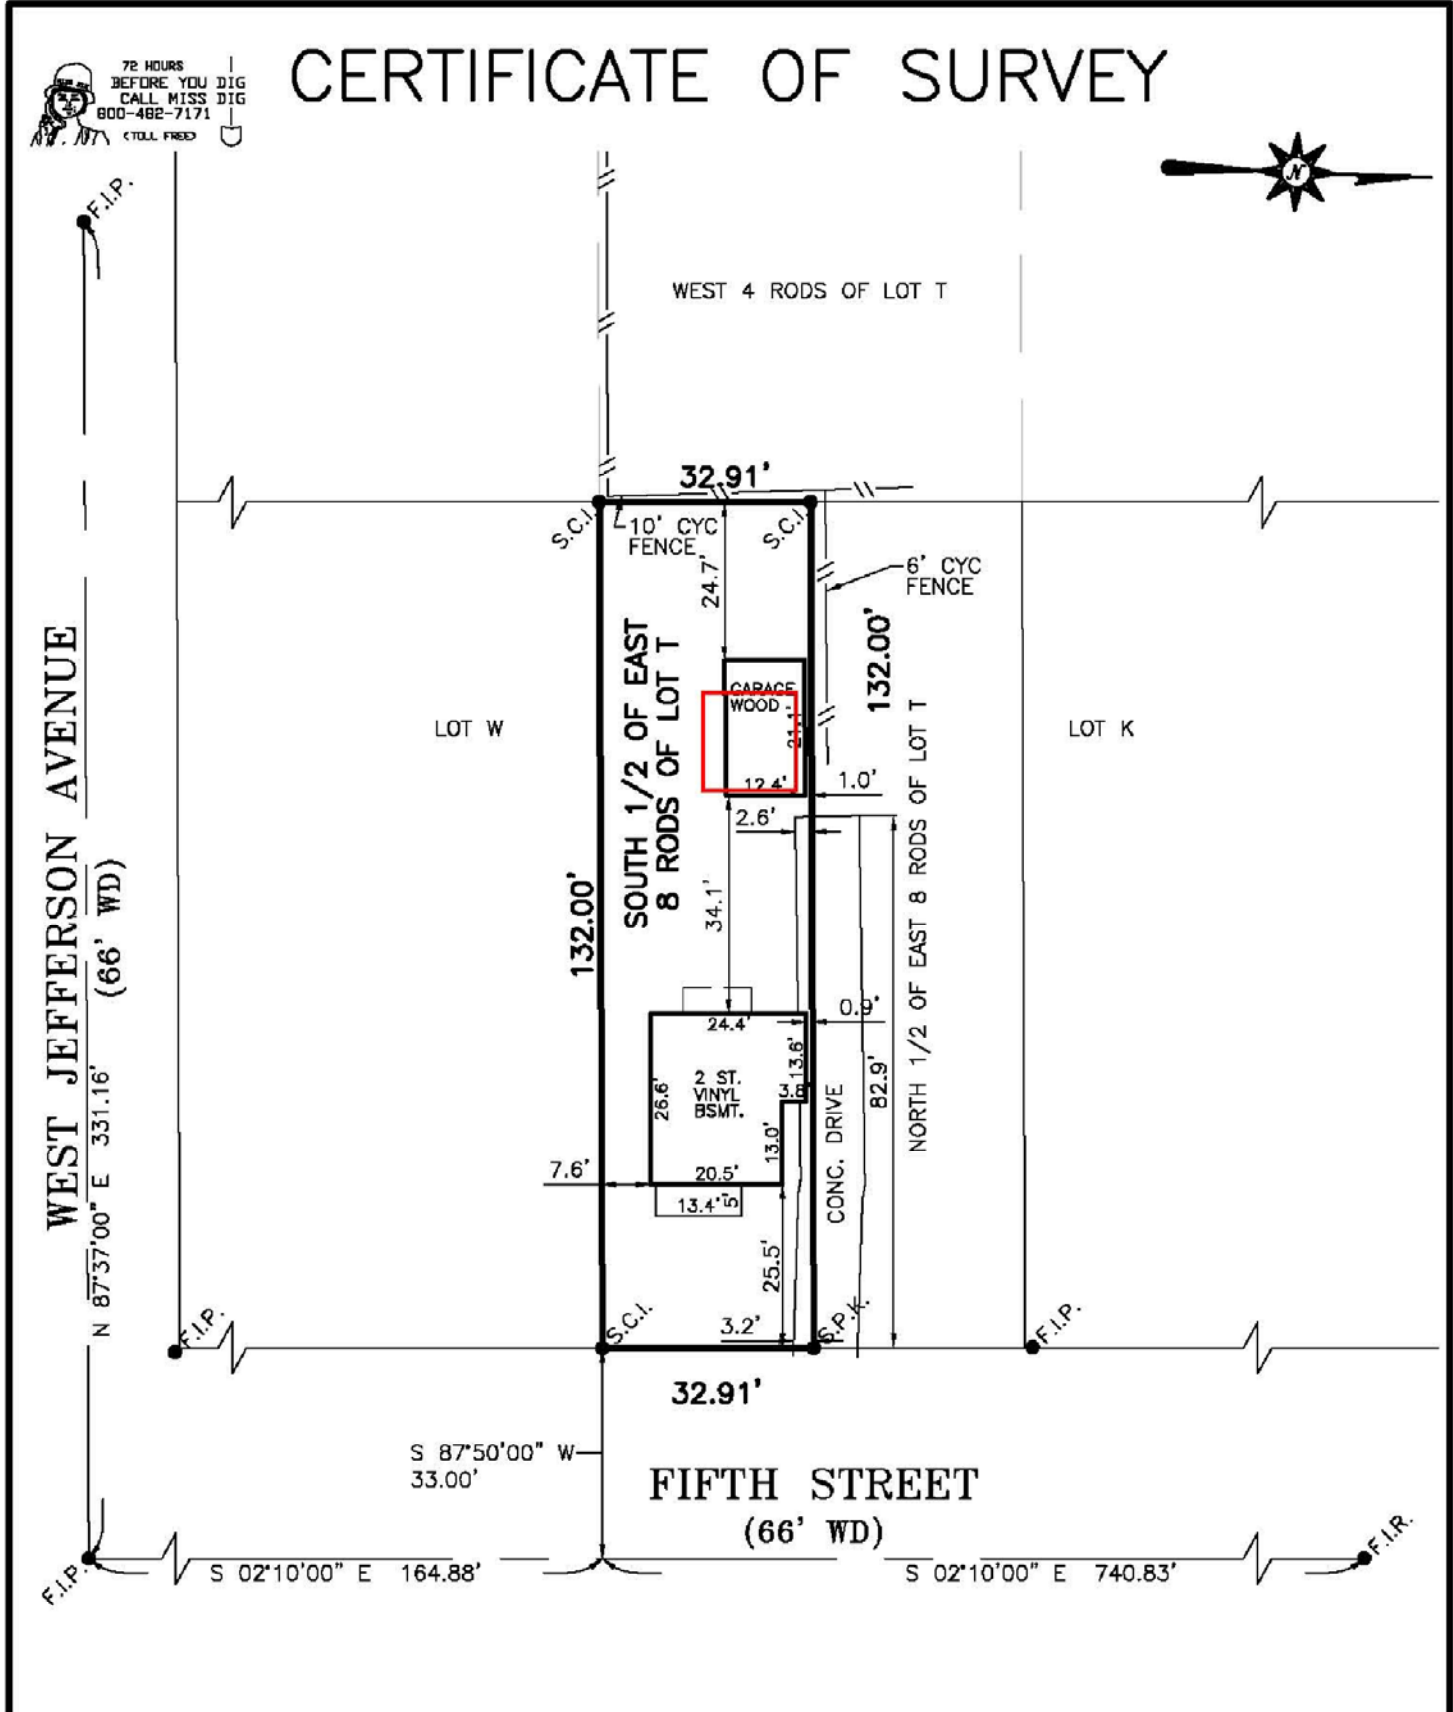 CERTIFICATE OF SURVEY
72 HOURS
BEFORE YOU DIG
CALL MISS DIG
800-482-7171
(TOLL FREE)
N
F.I.P.
WEST 4 RODS OF LOT T
32.91'
S.C.I.
S.C.I.
10' CYC
FENCE
24.7'
6' CYC
FENCE
132.00'
SOUTH 1/2 OF EAST
8 RODS OF LOT T
GARAGE
WOOD
21.1'
12.4'
1.0'
2.6'
LOT W
LOT K
NORTH 1/2 OF EAST 8 RODS OF LOT T
WEST JEFFERSON AVENUE
(66' WD)
N 87°37'00" E 331.16'
132.00'
34.1'
0.9'
24.4'
13.6'
2 ST.
VINYL
BSMT.
26.6'
3.8'
13.0'
82.9'
CONC. DRIVE
7.6'
20.5'
13.4'
5'
25.5'
3.2'
F.I.P.
S.C.I.
S.P.K.
F.I.P.
32.91'
S 87°50'00" W
33.00'
FIFTH STREET
(66' WD)
F.I.P.
S 02°10'00" E 164.88'
S 02°10'00" E 740.83'
F.I.R.